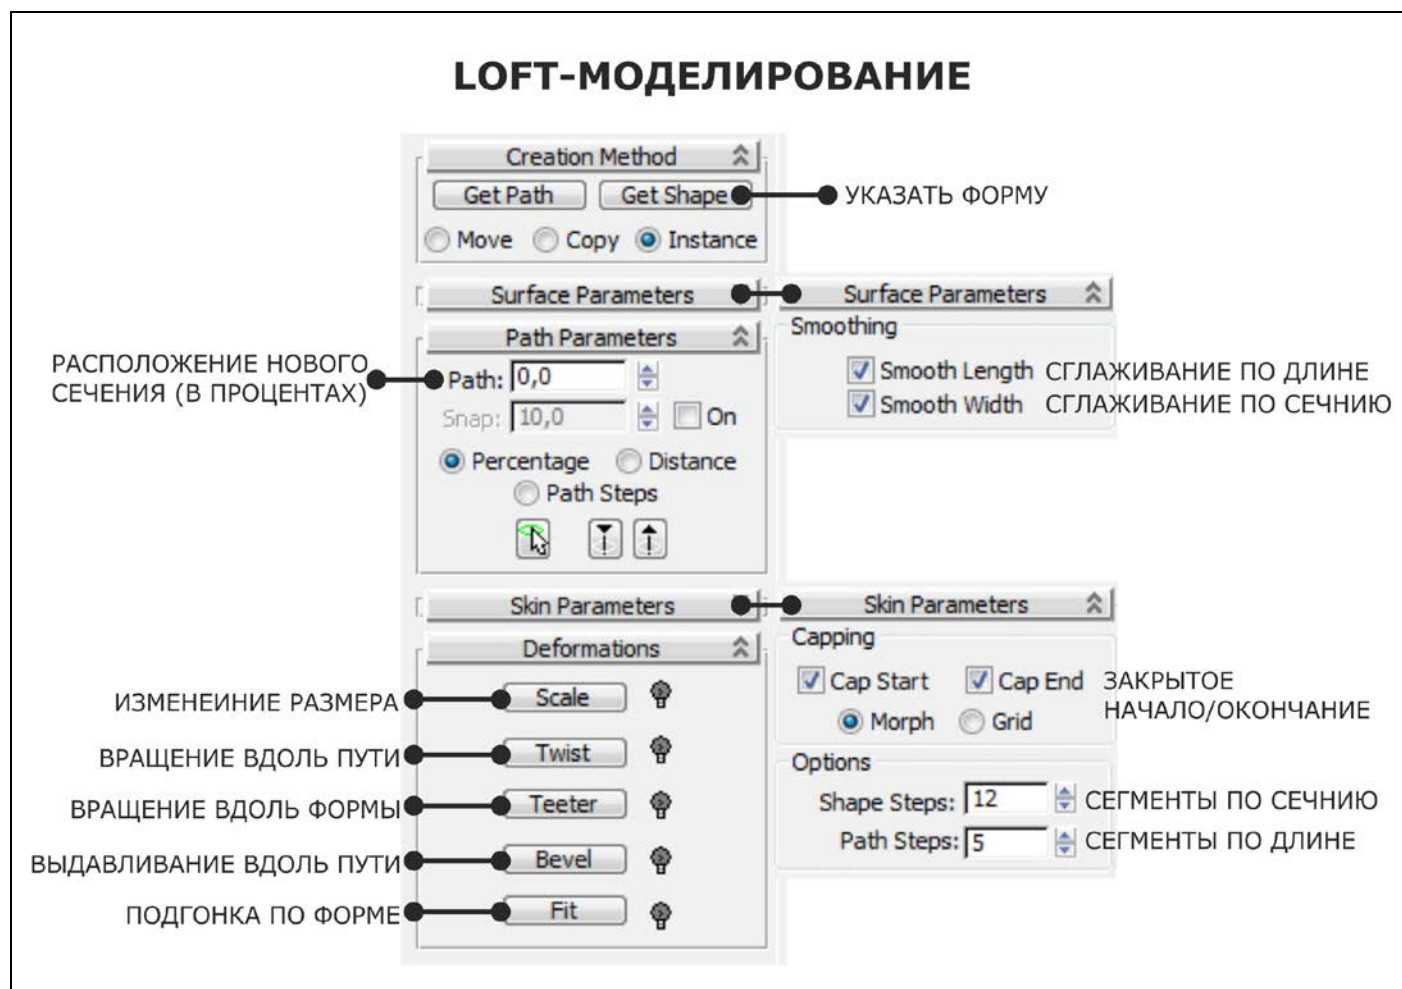 LOFT-МОДЕЛИРОВАНИЕ
Creation Method
Get Path Get Shape УКАЗАТЬ ФОРМУ
Move Copy Instance
Surface Parameters Surface Parameters
Smoothing
Path Parameters
РАСПОЛОЖЕНИЕ НОВОГО
СЕЧЕНИЯ (В ПРОЦЕНТАХ)
Path: 0,0
Smooth Length СГЛАЖИВАНИЕ ПО ДЛИНЕ
Smooth Width СГЛАЖИВАНИЕ ПО СЕЧНИЮ
Snap: 10,0 On
Percentage Distance
Path Steps
Skin Parameters Skin Parameters
Capping
Deformations
Cap Start Cap End ЗАКРЫТОЕ
НАЧАЛО/ОКОНЧАНИЕ
Morph Grid
ИЗМЕНЕИНИЕ РАЗМЕРА Scale
ВРАЩЕНИЕ ВДОЛЬ ПУТИ Twist
Options
Shape Steps: 12 СЕГМЕНТЫ ПО СЕЧНИЮ
ВРАЩЕНИЕ ВДОЛЬ ФОРМЫ Teeter
Path Steps: 5 СЕГМЕНТЫ ПО ДЛИНЕ
ВЫДАВЛИВАНИЕ ВДОЛЬ ПУТИ Bevel
ПОДГОНКА ПО ФОРМЕ Fit